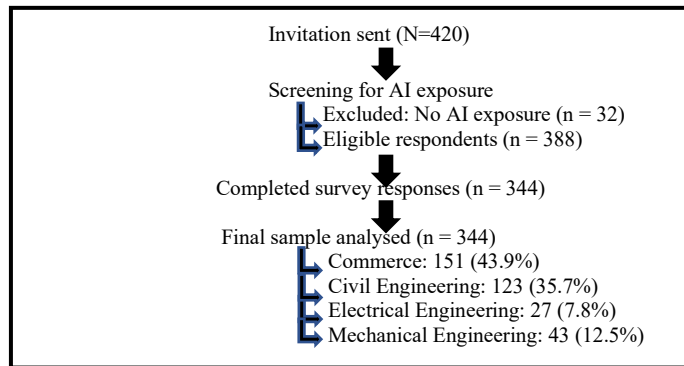 Invitation sent (N=420)
Screening for AI exposure
Excluded: No AI exposure (n = 32)
Eligible respondents (n = 388)
Completed survey responses (n = 344)
Final sample analysed (n = 344)
Commerce: 151 (43.9%)
Civil Engineering: 123 (35.7%)
Electrical Engineering: 27 (7.8%)
Mechanical Engineering: 43 (12.5%)